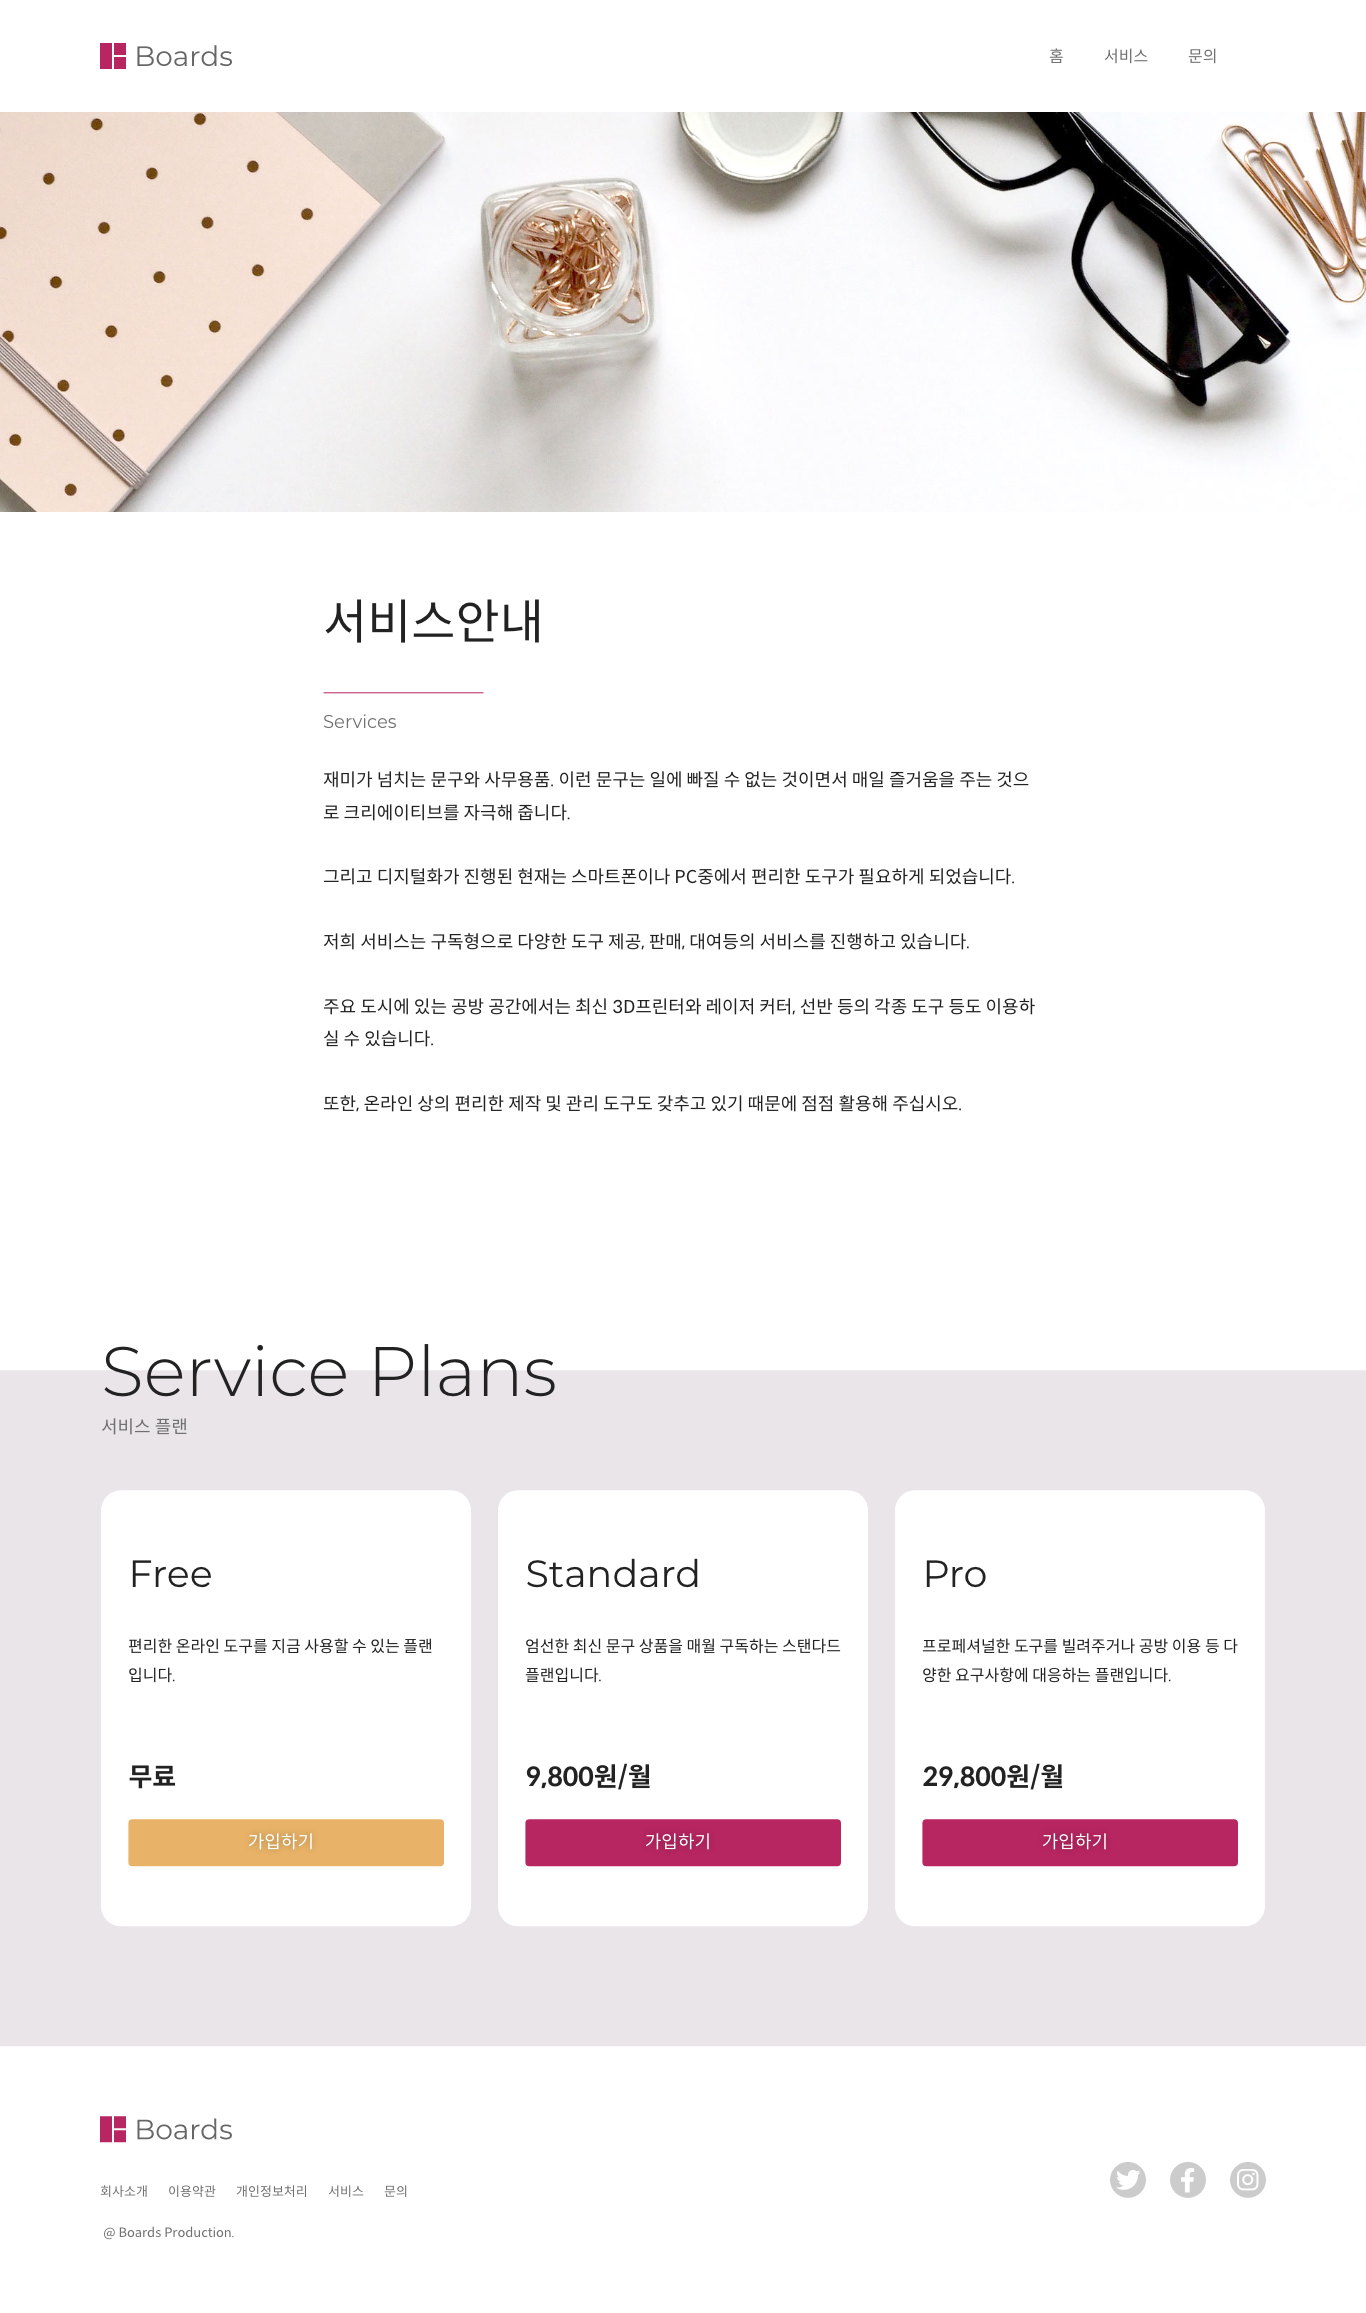 Boards
홈 서비스 문의
서비스안내
Services
재미가 넘치는 문구와 사무용품. 이런 문구는 일에 빠질 수 없는 것이면서 매일 즐거움을 주는 것으
로 크리에이티브를 자극해 줍니다.
그리고 디지털화가 진행된 현재는 스마트폰이나 PC중에서 편리한 도구가 필요하게 되었습니다.
저희 서비스는 구독형으로 다양한 도구 제공, 판매, 대여등의 서비스를 진행하고 있습니다.
주요 도시에 있는 공방 공간에서는 최신 3D프린터와 레이저 커터, 선반 등의 각종 도구 등도 이용하
실 수 있습니다.
또한, 온라인 상의 편리한 제작 및 관리 도구도 갖추고 있기 때문에 점점 활용해 주십시오.
Service Plans
서비스 플랜
Free
편리한 온라인 도구를 지금 사용할 수 있는 플랜
입니다.
무료
가입하기
Standard
엄선한 최신 문구 상품을 매월 구독하는 스탠다드
플랜입니다.
9,800원/월
가입하기
Pro
프로페셔널한 도구를 빌려주거나 공방 이용 등 다
양한 요구사항에 대응하는 플랜입니다.
29,800원/월
가입하기
Boards
회사소개 이용약관 개인정보처리 서비스 문의
@ Boards Production.